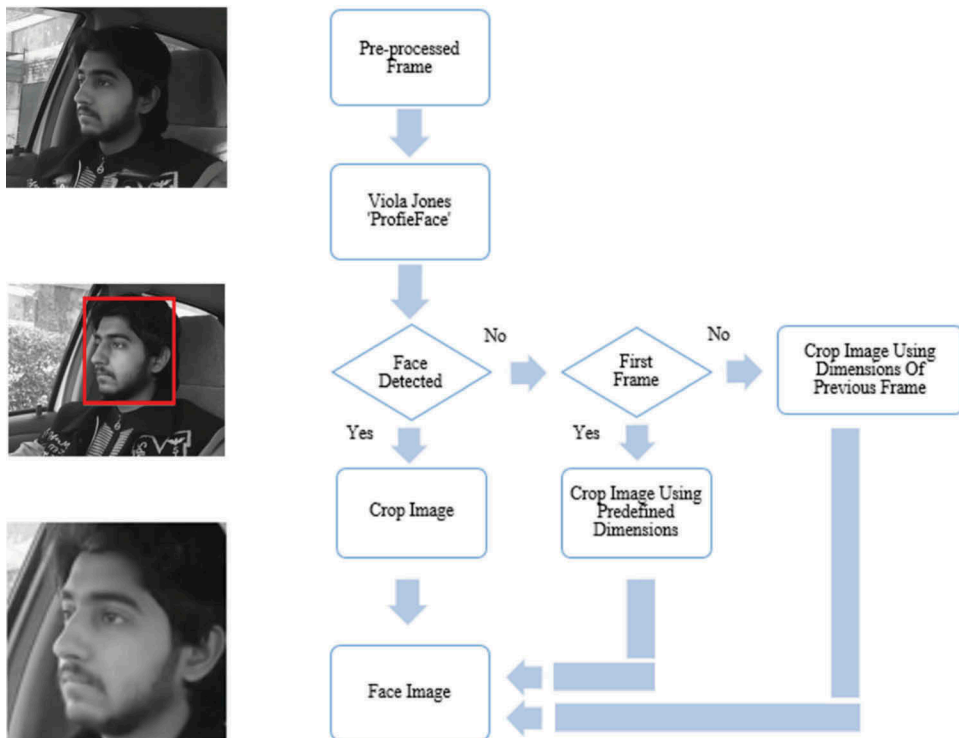 Pre-processed
Frame
Viola Jones
'ProfieFace'
Face
Detected
No
First
Frame
No
Crop Image Using
Dimensions Of
Previous Frame
Yes
Yes
Crop Image
Crop Image Using
Predefined
Dimensions
Face Image